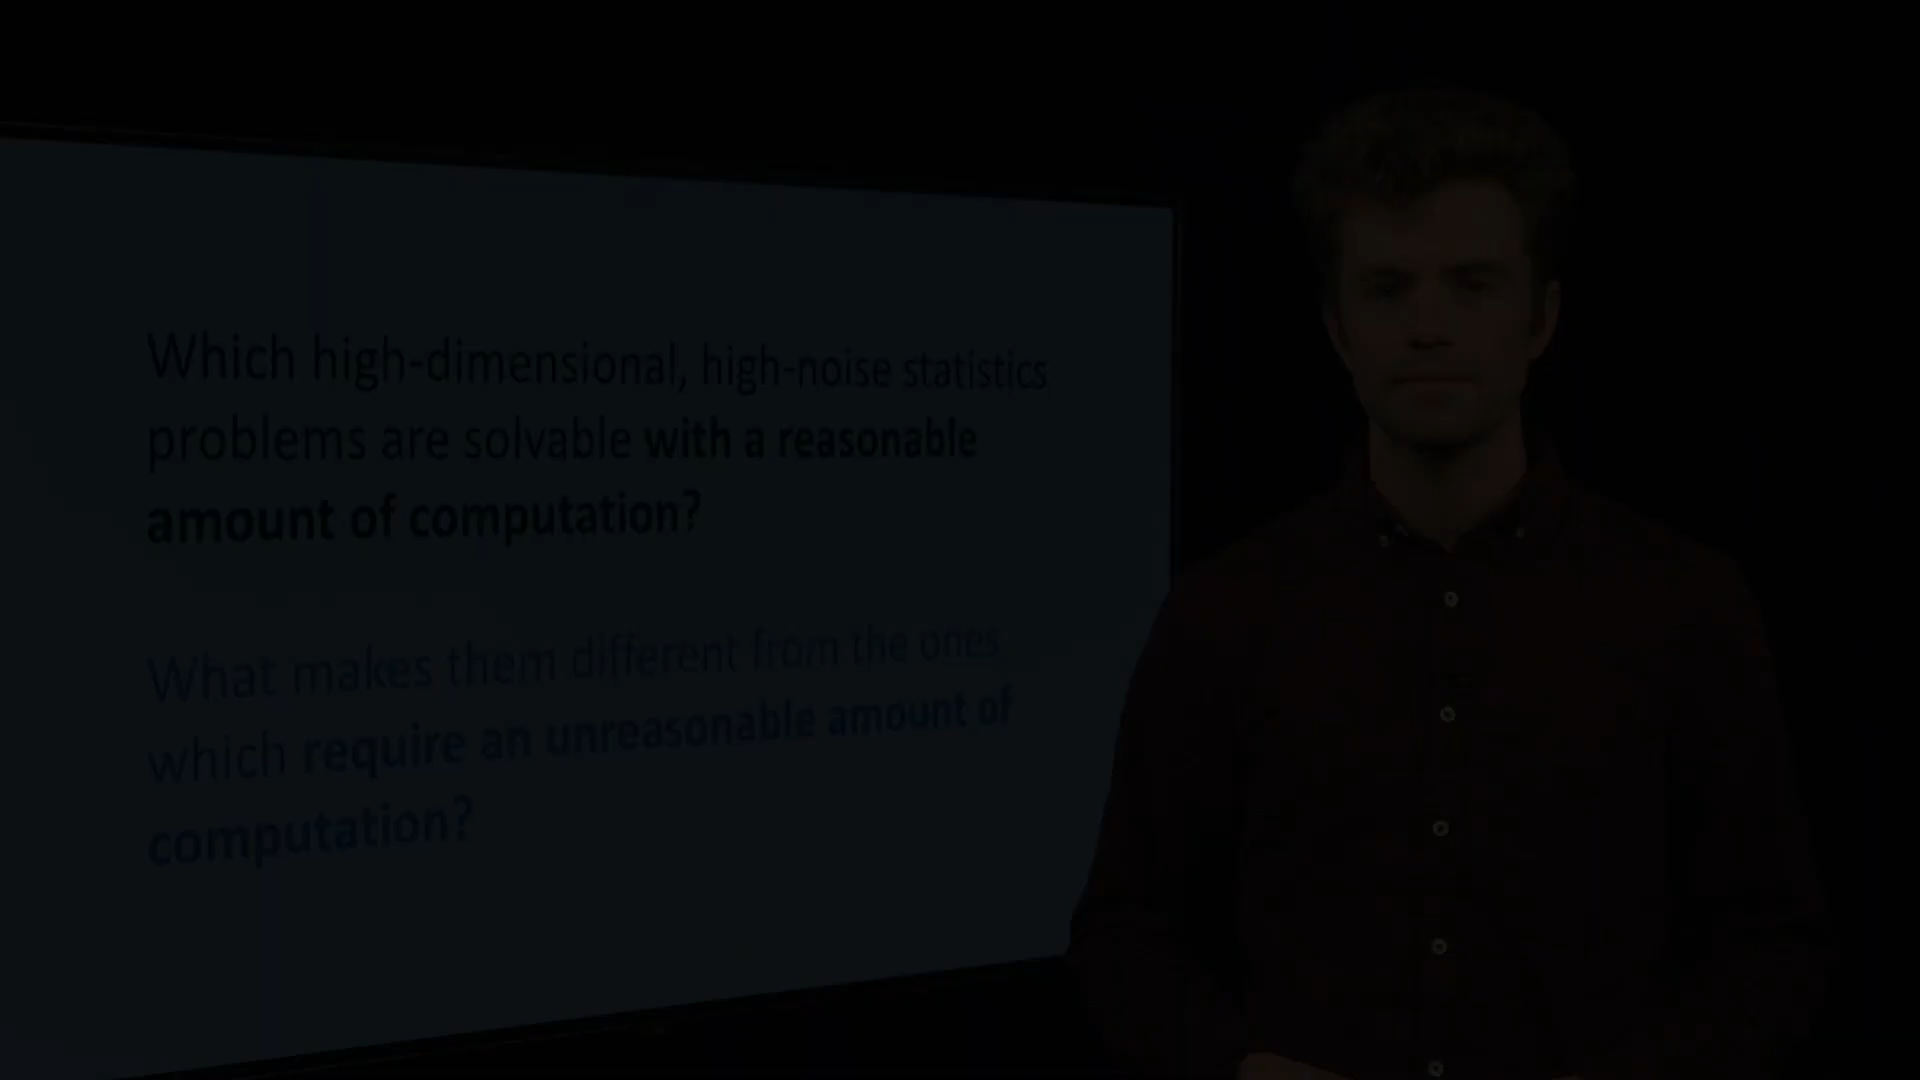 Which high-dimensional, high-noise statistics
problems are solvable with a reasonable
amount of computation?
What makes them different from the ones
which require an unreasonable amount of
computation?